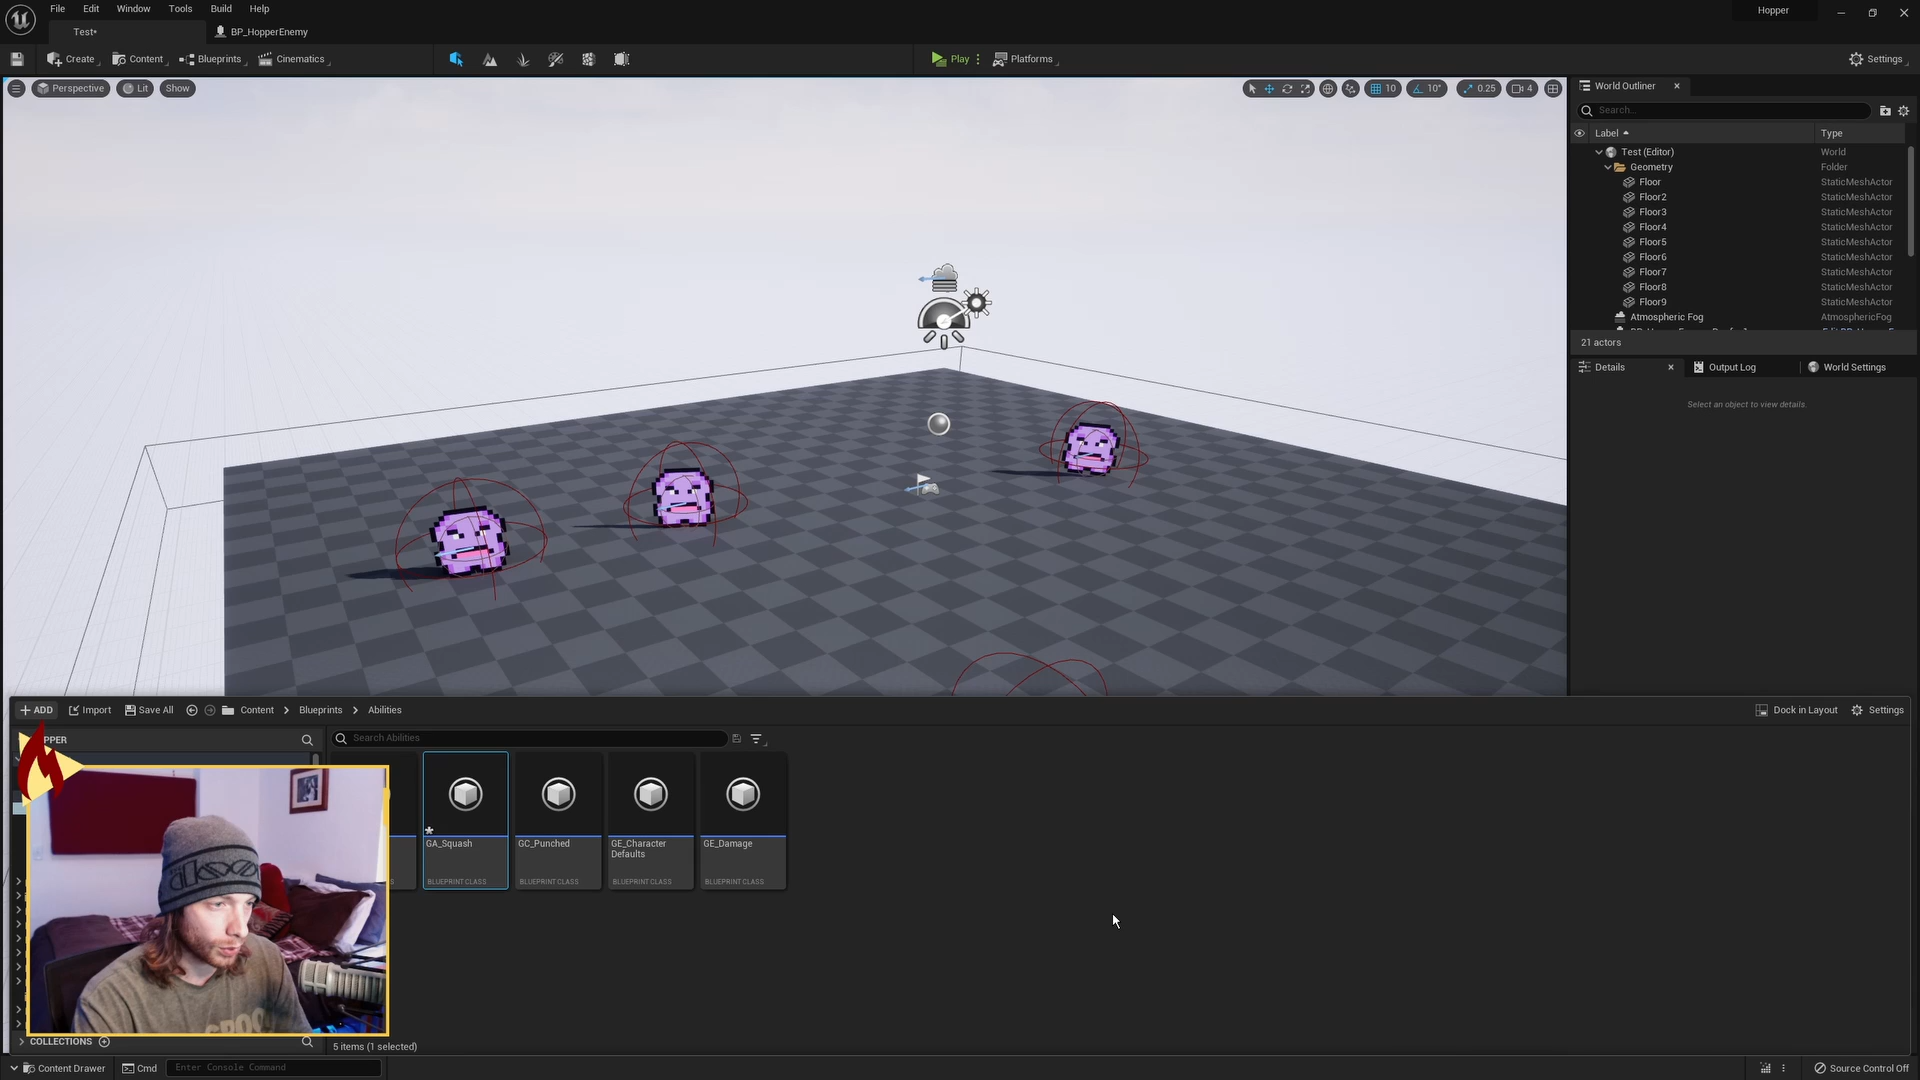 File Edit Window Tools Build Help
Hopper
Test*
BP_HopperEnemy
Create Content Blueprints Cinematics Play Platforms Settings
Perspective Lit Show
10 10° 0.25 4
World Outliner
Search...
Label Type
Test (Editor) World
Geometry Folder
Floor StaticMeshActor
Floor2 StaticMeshActor
Floor3 StaticMeshActor
Floor4 StaticMeshActor
Floor5 StaticMeshActor
Floor6 StaticMeshActor
Floor7 StaticMeshActor
Floor8 StaticMeshActor
Floor9 StaticMeshActor
Atmospheric Fog AtmosphericFog
21 actors
Details Output Log World Settings
Select an object to view details.
ADD Import Save All Content Blueprints Abilities Dock in Layout Settings
PPER
Search Abilities
GA_Squash
BLUEPRINT CLASS
GC_Punched
BLUEPRINT CLASS
GE_Character
Defaults
BLUEPRINT CLASS
GE_Damage
BLUEPRINT CLASS
COLLECTIONS
5 items (1 selected)
Content Drawer Cmd Enter Console Command Source Control Off